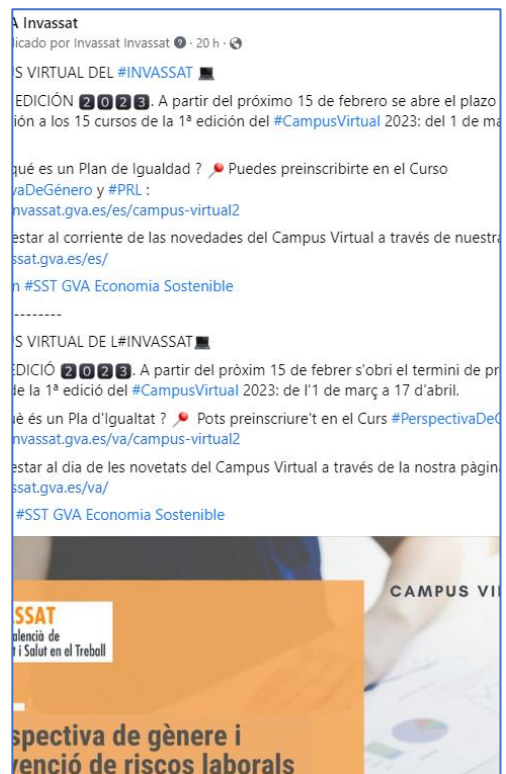 A Invassat
licado por Invassat Invassat · 20 h ·
S VIRTUAL DEL #INVASSAT 💻
EDICIÓN 2023. A partir del próximo 15 de febrero se abre el plazo
ión a los 15 cursos de la 1ª edición del #CampusVirtual 2023: del 1 de ma
qué es un Plan de Igualdad ? 📍 Puedes preinscribirte en el Curso
vaDeGénero y #PRL :
nvassat.gva.es/es/campus-virtual2
estar al corriente de las novedades del Campus Virtual a través de nuestra
ssat.gva.es/es/
n #SST GVA Economia Sostenible
--------
S VIRTUAL DE L#INVASSAT💻
EDICIÓ 2023. A partir del pròxim 15 de febrer s'obri el termini de pr
de la 1ª edició del #CampusVirtual 2023: de l'1 de març a 17 d'abril.
è és un Pla d'Igualtat ? 📍 Pots preinscriure't en el Curs #PerspectivaDeG
nvassat.gva.es/va/campus-virtual2
estar al dia de les novetats del Campus Virtual a través de la nostra pàgin
ssat.gva.es/va/
#SST GVA Economia Sostenible
CAMPUS VI
SSAT
alencià de
t i Salut en el Treball
spectiva de gènere i
venció de riscos laborals